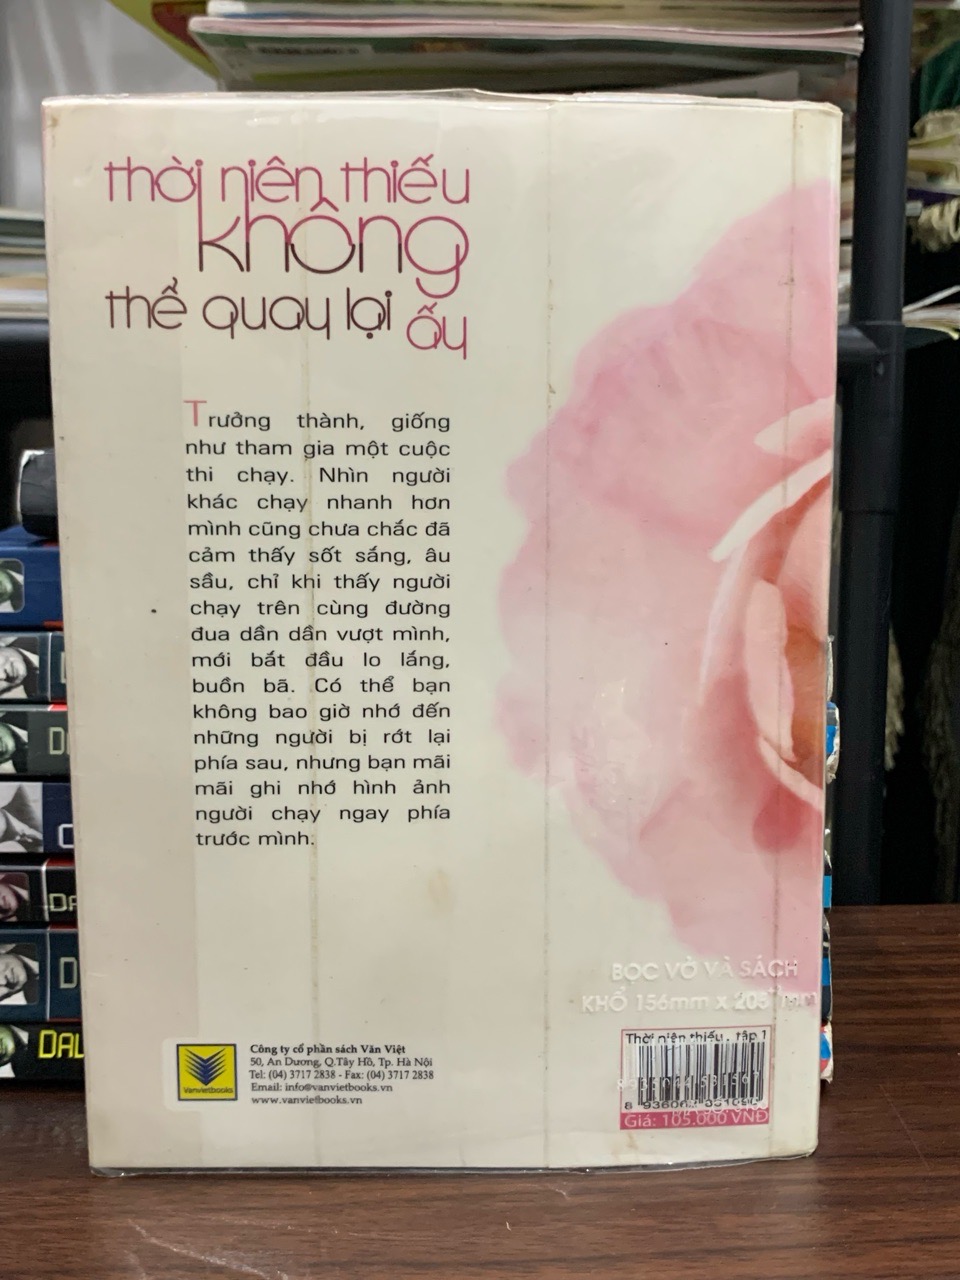 thời niên thiếu
không
thể quay lại ấy
Trưởng thành, giống
như tham gia một cuộc
thi chạy. Nhìn người
khác chạy nhanh hơn
mình cũng chưa chắc đã
cảm thấy sốt sắng, âu
sầu, chỉ khi thấy người
chạy trên cùng đường
đua dần dần vượt mình,
mới bắt đầu lo lắng,
buồn bã. Có thể bạn
không bao giờ nhớ đến
những người bị rớt lại
phía sau, nhưng bạn mãi
mãi ghi nhớ hình ảnh
người chạy ngay phía
trước mình.
BỌC VỞ VÀ SÁCH
KHỔ 156mm x 205
Vanvietbooks
Công ty cổ phần sách Văn Việt
50, An Dương, Q.Tây Hồ, Tp. Hà Nội
Tel: (04) 3717 2838 - Fax: (04) 3717 2838
Email: info@vanvietbooks.vn
www.vanvietbooks.vn
Thời niên thiếu. tập 1
Giá: 105.000 VNĐ
DAL